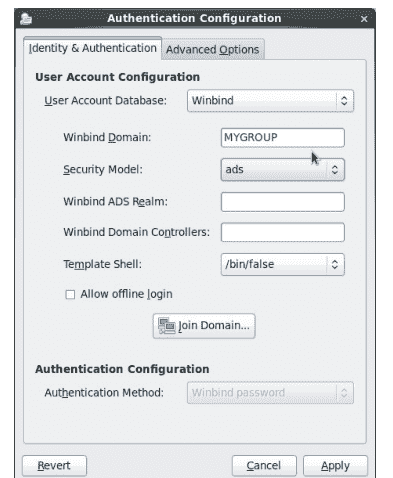 Authentication Configuration
Identity & Authentication
Advanced Options
User Account Configuration
User Account Database: Winbind
Winbind Domain: MYGROUP
Security Model: ads
Winbind ADS Realm:
Winbind Domain Controllers:
Template Shell: /bin/false
Allow offline login
Join Domain...
Authentication Configuration
Authentication Method: Winbind password
Revert
Cancel
Apply